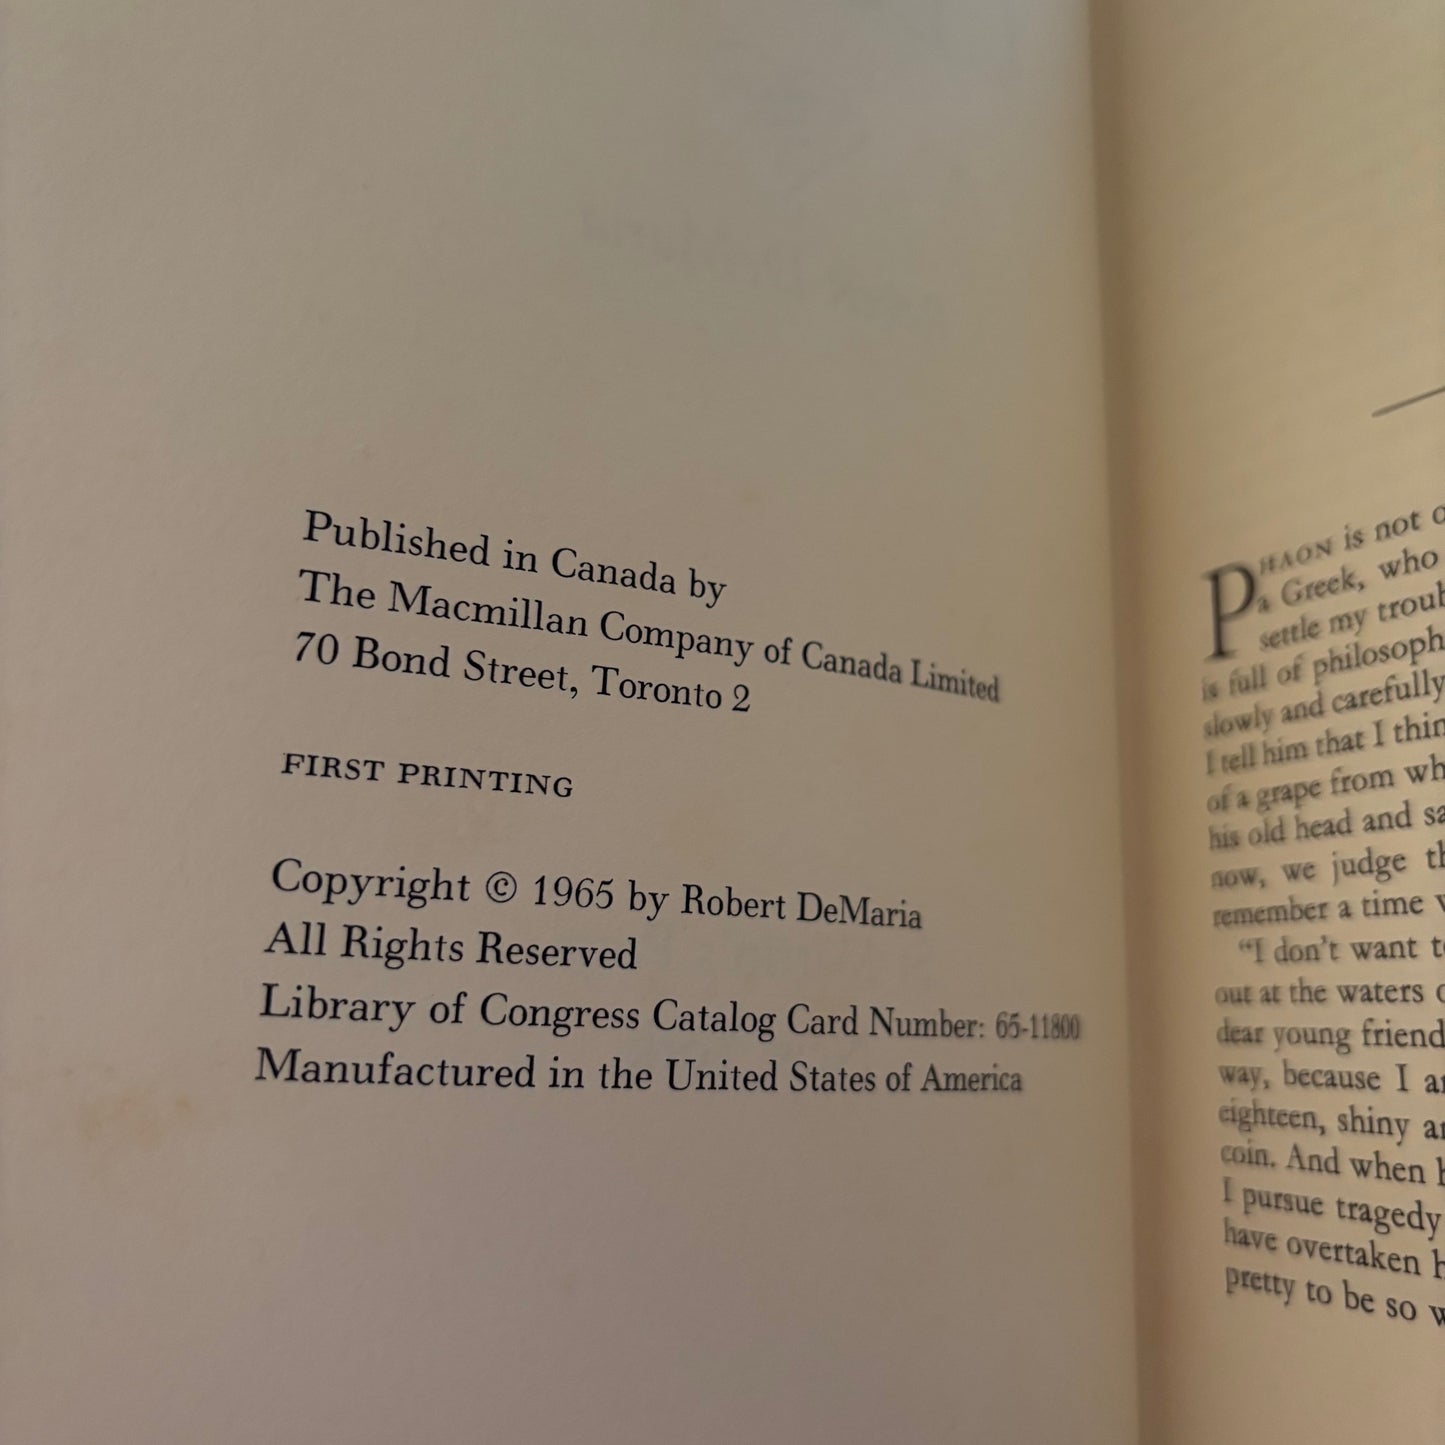 Published in Canada by
The Macmillan Company of Canada Limited
70 Bond Street, Toronto 2
FIRST PRINTING
Copyright © 1965 by Robert DeMaria
All Rights Reserved
Library of Congress Catalog Card Number: 65-11800
Manufactured in the United States of America
PHAON is not
a Greek, who
settle my
is full of
slowly and carefully
I tell him that I
of a grape from
his old head and
now, we judge
remember a time
“I don’t want
out at the waters
dear young friend
way, because I
eighteen, shiny
coin. And when
I pursue tragedy
have overtaken
pretty to be so